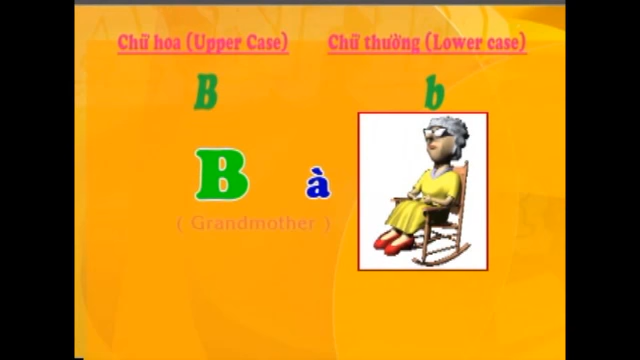 Chữ hoa (Upper Case) Chữ thường (Lower case)
B b
B à
( Grandmother )